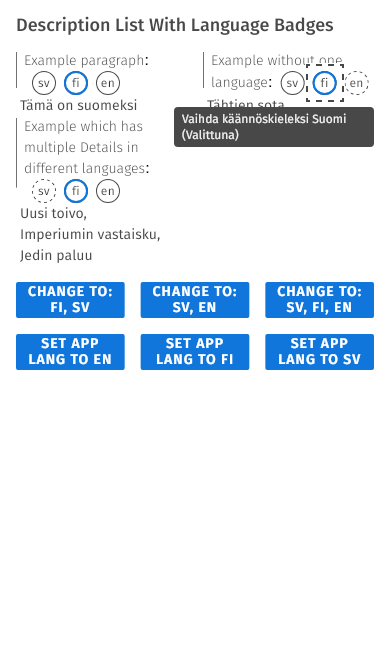 Description List With Language Badges
Example paragraph:
sv fi en
Tämä on suomeksi
Example without one
language: sv fi en
Tähtien sota
Vaihda käännöskieleksi Suomi
(Valittuna)
Example which has
multiple Details in
different languages:
sv fi en
Uusi toivo,
Imperiumin vastaisku,
Jedin paluu
CHANGE TO:
FI, SV
CHANGE TO:
SV, EN
CHANGE TO:
SV, FI, EN
SET APP
LANG TO EN
SET APP
LANG TO FI
SET APP
LANG TO SV